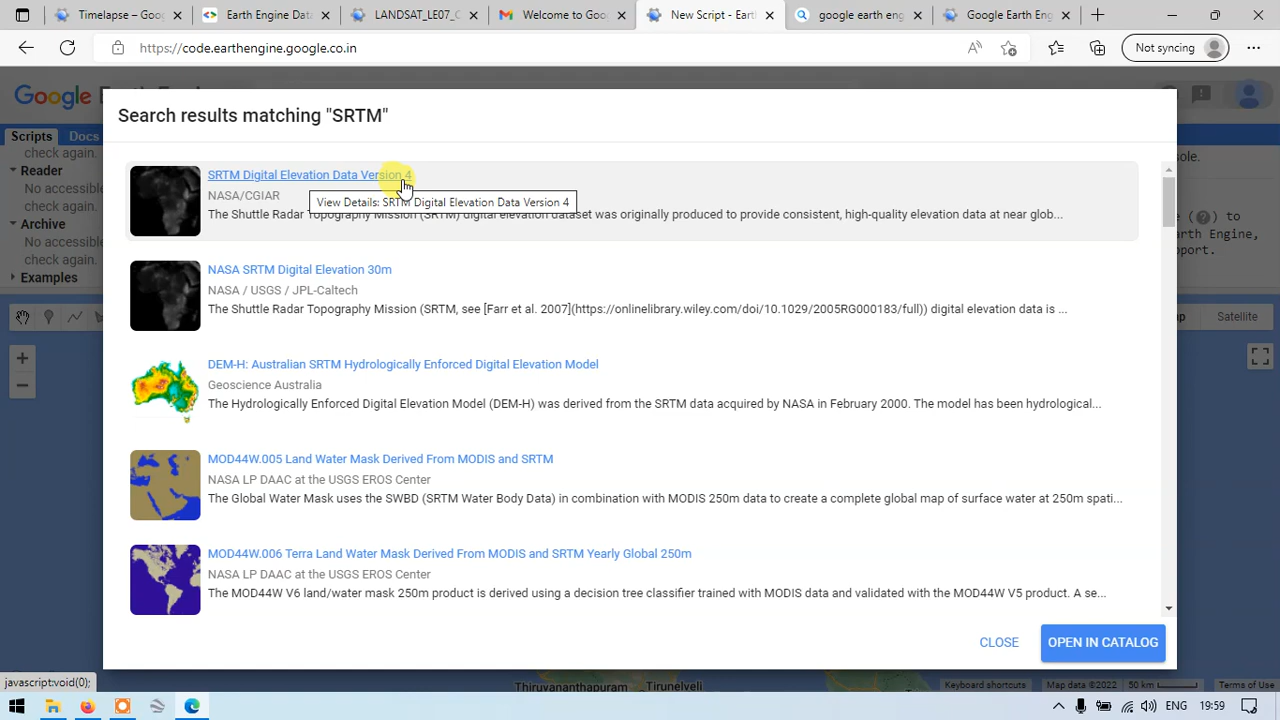 Welcome to Goo
New script - Earth
google earth en
Welcome to Goo
LANDSAT_LE07_C
https://code.earthengine.google.co.in
Not syncing
Google
Search results matching "SRTM"
Scripts
Docs
check again.
Reader
No accessible
check again.
Archive
No accessible
check again.
Examples
SRTM Digital Elevation Data Version 4
NASA/CGIAR
View Details: SRTM Digital Elevation Data Version 4
The Shuttle Radar Topography Mission (SRTM) digital elevation dataset was originally produced to provide consistent, high-quality elevation data at near glob...
NASA SRTM Digital Elevation 30m
NASA / USGS / JPL-Caltech
The Shuttle Radar Topography Mission (SRTM, see [Farr et al. 2007](https://onlinelibrary.wiley.com/doi/10.1029/2005RG000183/full)) digital elevation data is ...
DEM-H: Australian SRTM Hydrologically Enforced Digital Elevation Model
Geoscience Australia
The Hydrologically Enforced Digital Elevation Model (DEM-H) was derived from the SRTM data acquired by NASA in February 2000. The model has been hydrological...
MOD44W.005 Land Water Mask Derived From MODIS and SRTM
NASA LP DAAC at the USGS EROS Center
The Global Water Mask uses the SWBD (SRTM Water Body Data) in combination with MODIS 250m data to create a complete global map of surface water at 250m spati...
MOD44W.006 Terra Land Water Mask Derived From MODIS and SRTM Yearly Global 250m
NASA LP DAAC at the USGS EROS Center
The MOD44W V6 land/water mask 250m product is derived using a decision tree classifier trained with MODIS data and validated with the MOD44W V5 product. A se...
to
arth Engine,
Satellite
CLOSE
OPEN IN CATALOG
javascript:void(0);
Thiruvananthapuram
Tirunelveli
Keyboard shortcuts
Map data ©2022
50 km
Terms of Use
ENG
19:59